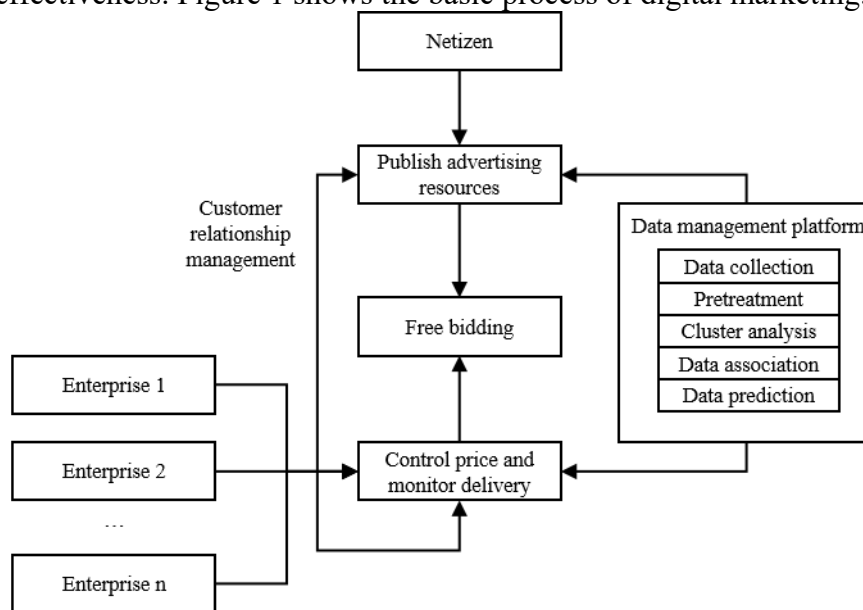 effectiveness. Figure 1 shows the basic process of digital marketing.
Netizen
Publish advertising
resources
Customer
relationship
management
Data management platform
Data collection
Pretreatment
Cluster analysis
Data association
Data prediction
Free bidding
Enterprise 1
Enterprise 2
...
Enterprise n
Control price and
monitor delivery